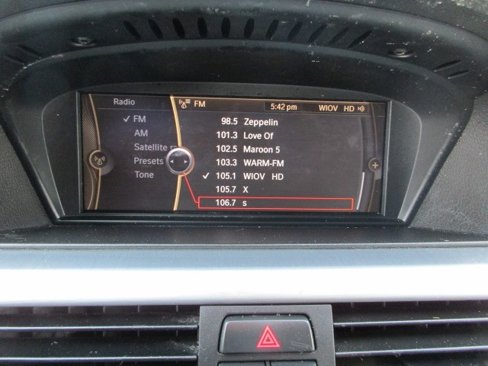 Radio
FM 5:42 pm WIOV HD
✓ FM
AM
Satellite
Presets
Tone
98.5 Zeppelin
101.3 Love Of
102.5 Maroon 5
103.3 WARM-FM
✓ 105.1 WIOV HD
105.7 X
106.7 s